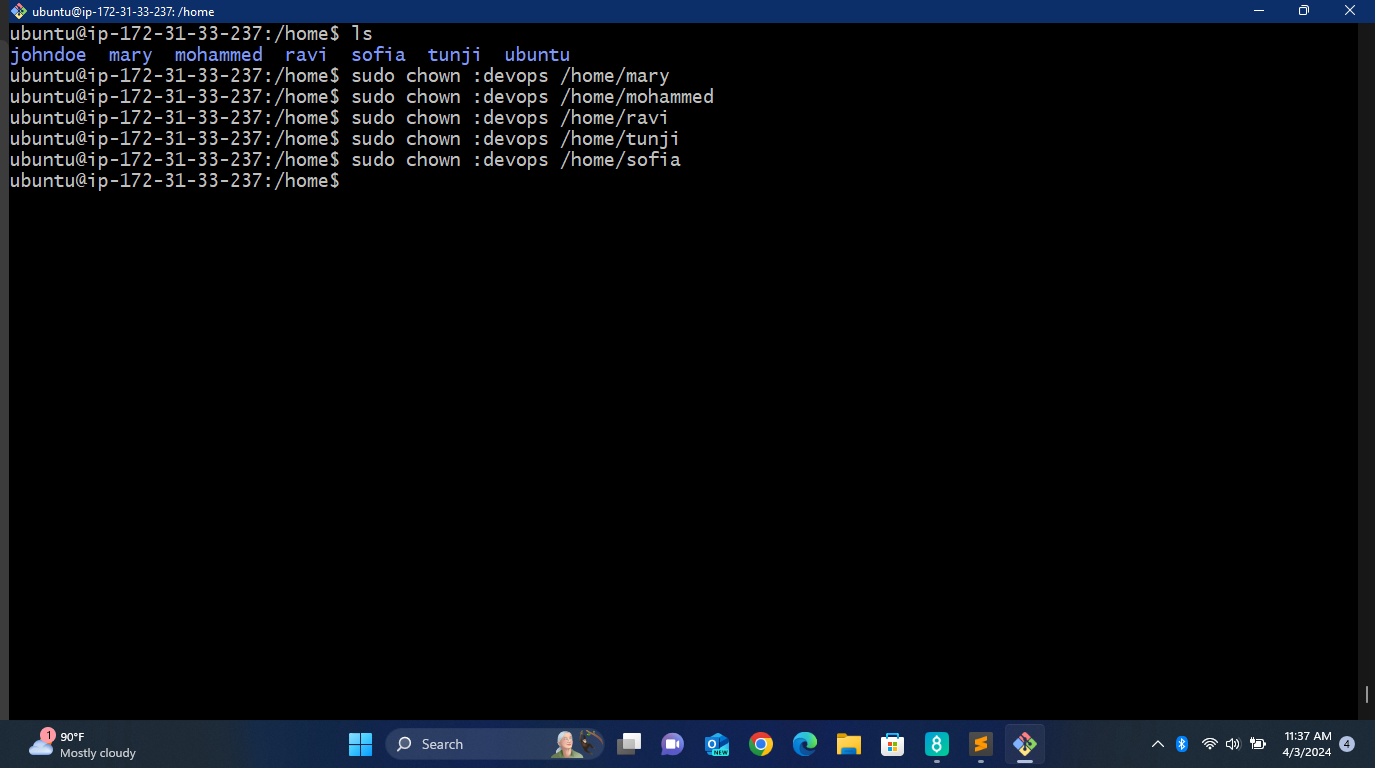 ubuntu@ip-172-31-33-237: /home
ubuntu@ip-172-31-33-237:/home$ ls
johndoe  mary  mohammed  ravi  sofia  tunji  ubuntu
ubuntu@ip-172-31-33-237:/home$ sudo chown :devops /home/mary
ubuntu@ip-172-31-33-237:/home$ sudo chown :devops /home/mohammed
ubuntu@ip-172-31-33-237:/home$ sudo chown :devops /home/ravi
ubuntu@ip-172-31-33-237:/home$ sudo chown :devops /home/tunji
ubuntu@ip-172-31-33-237:/home$ sudo chown :devops /home/sofia
ubuntu@ip-172-31-33-237:/home$
1
90°F
Mostly cloudy
Search
NEW
8
11:37 AM
4/3/2024
4